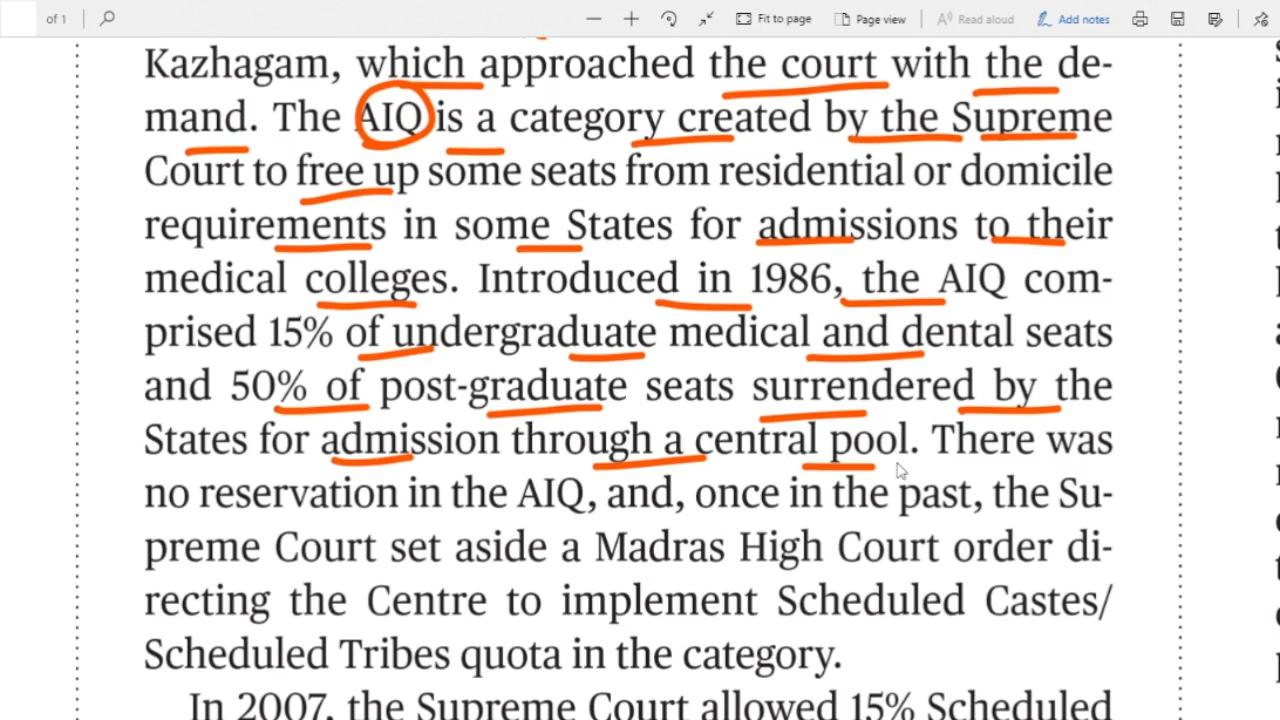 of 1
Fit to page
Page view
Read aloud
Add notes
Kazhagam, which approached the court with the de-
mand. The AIQ is a category created by the Supreme
Court to free up some seats from residential or domicile
requirements in some States for admissions to their
medical colleges. Introduced in 1986, the AIQ com-
prised 15% of undergraduate medical and dental seats
and 50% of post-graduate seats surrendered by the
States for admission through a central pool. There was
no reservation in the AIQ, and, once in the past, the Su-
preme Court set aside a Madras High Court order di-
recting the Centre to implement Scheduled Castes/
Scheduled Tribes quota in the category.
In 2007, the Supreme Court allowed 15% Scheduled